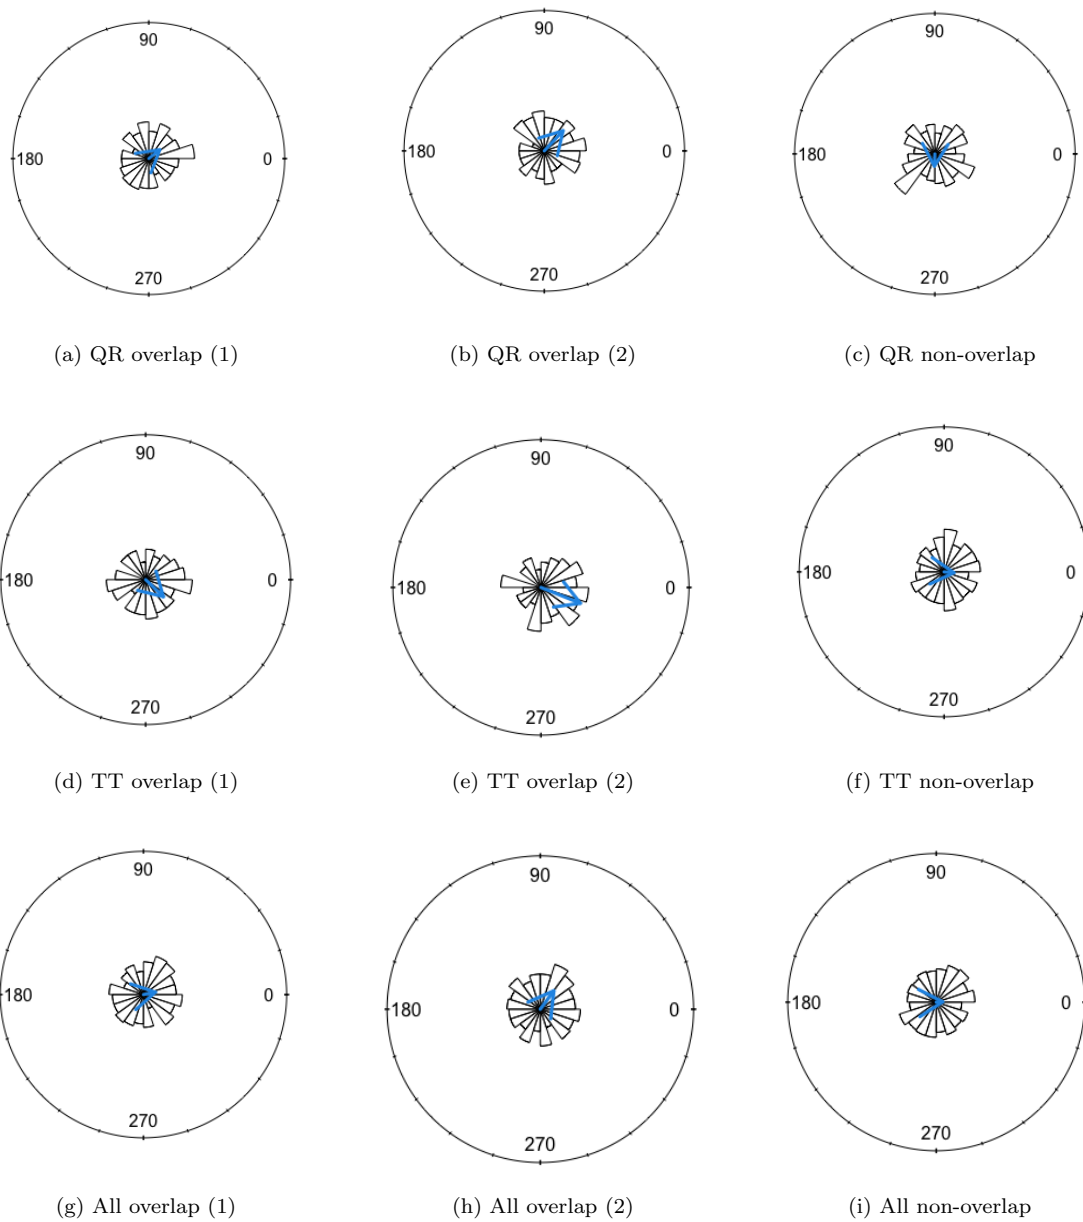 90 90 90
180 0 180 0 180 0
270 270 270
(a) QR overlap (1) (b) QR overlap (2) (c) QR non-overlap
90 90 90
180 0 180 0 180 0
270 270 270
(d) TT overlap (1) (e) TT overlap (2) (f) TT non-overlap
90 90 90
180 0 180 0 180 0
270 270 270
(g) All overlap (1) (h) All overlap (2) (i) All non-overlap